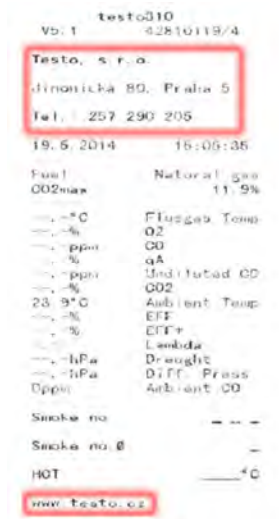 testo310
V5.1 42810119/4
Testo, s r.o.
Jinonická 80, Praha 5
Tel. 257 290 205
19.5.2014 16:05:35
Fuel Natural gas
CO2max 11.9%
--.-°C Fluegas Temp
--.-% O2
--.-ppm CO
--.-% qA
--.-ppm Undiluted CO
--.-% CO2
23.9°C Ambient Temp
--.-% EFF
--.-% EFF+
--.-- Lambda
--.--hPa Draught
--.--hPa Diff. Press
0ppm Ambient CO
Smoke no. _ _ _
Smoke no.Ø _
HCT ____°C
www.testo.cz